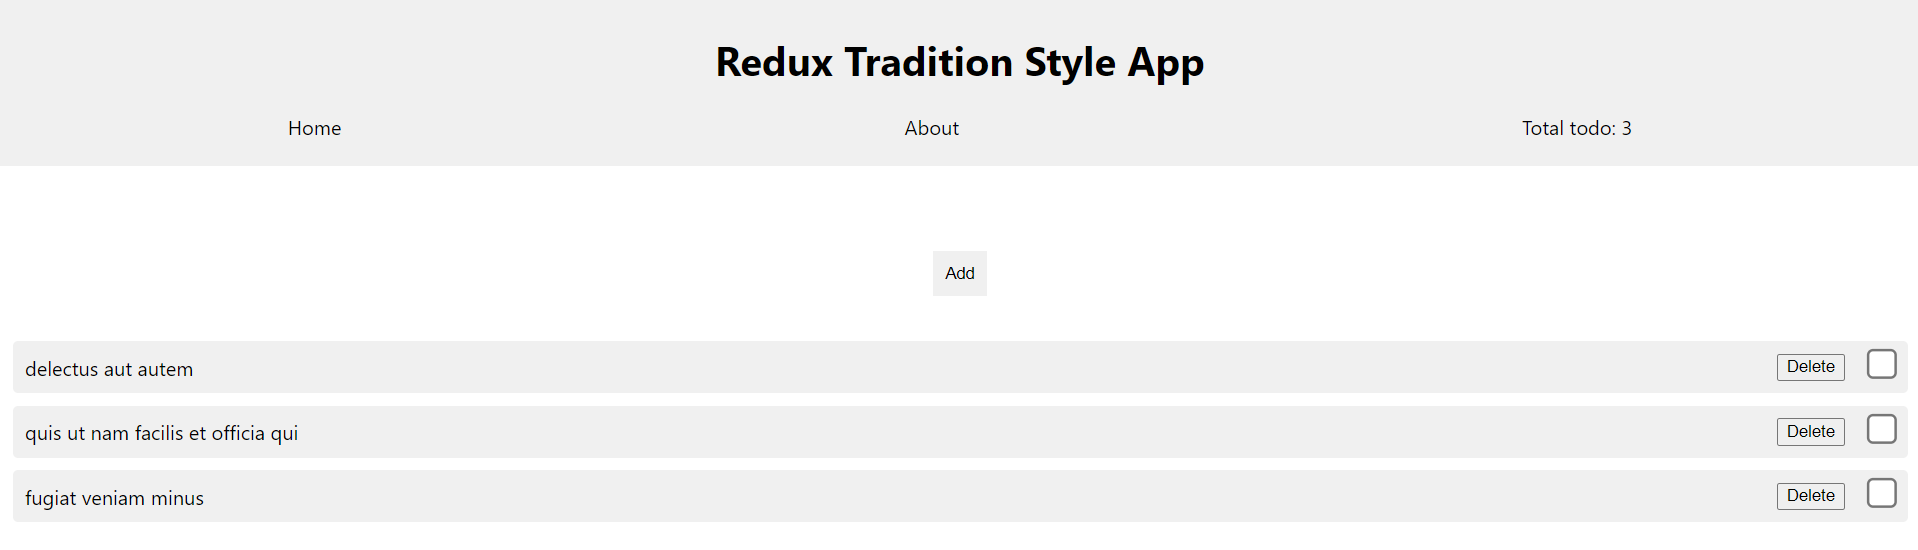 Redux Tradition Style App
Home About Total todo: 3
Add
delectus aut autem Delete
quis ut nam facilis et officia qui Delete
fugiat veniam minus Delete